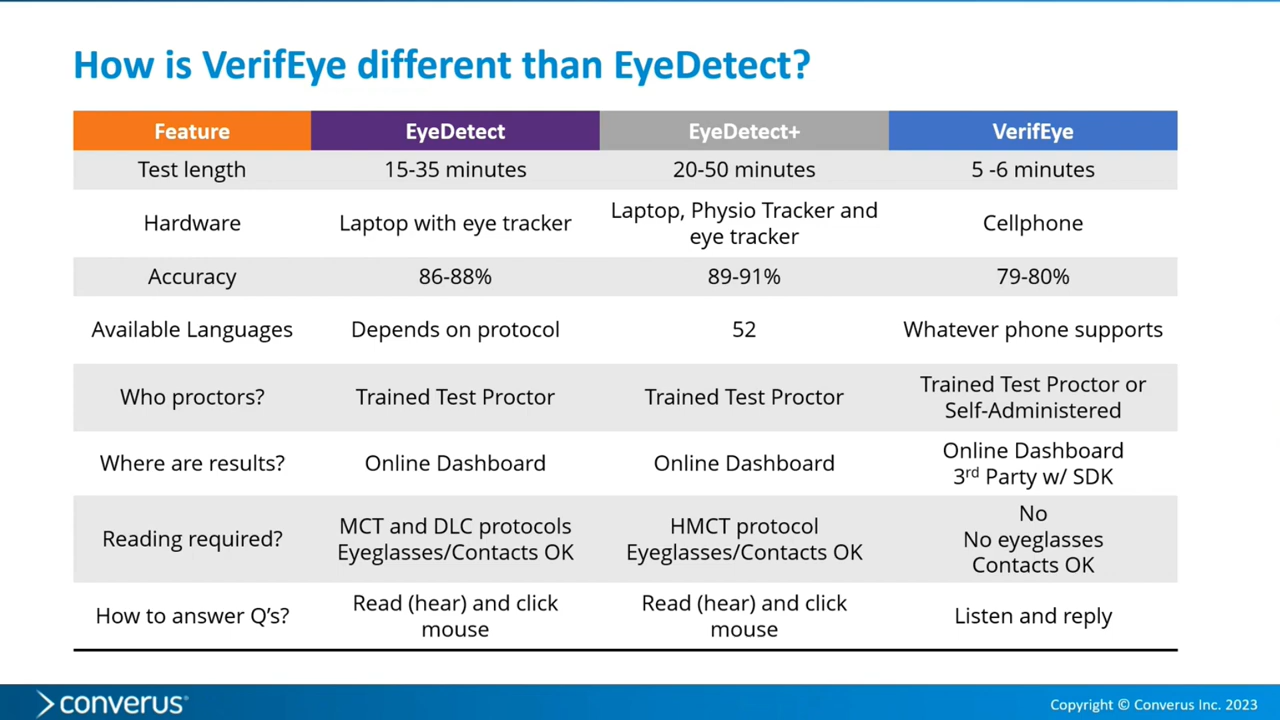 How is VerifEye different than EyeDetect?
Feature EyeDetect EyeDetect+ VerifEye
Test length 15-35 minutes 20-50 minutes 5 -6 minutes
Hardware Laptop with eye tracker Laptop, Physio Tracker and eye tracker Cellphone
Accuracy 86-88% 89-91% 79-80%
Available Languages Depends on protocol 52 Whatever phone supports
Who proctors? Trained Test Proctor Trained Test Proctor Trained Test Proctor or Self-Administered
Where are results? Online Dashboard Online Dashboard Online Dashboard 3rd Party w/ SDK
Reading required? MCT and DLC protocols Eyeglasses/Contacts OK HMCT protocol Eyeglasses/Contacts OK No No eyeglasses Contacts OK
How to answer Q's? Read (hear) and click mouse Read (hear) and click mouse Listen and reply
converus®
Copyright © Converus Inc. 2023